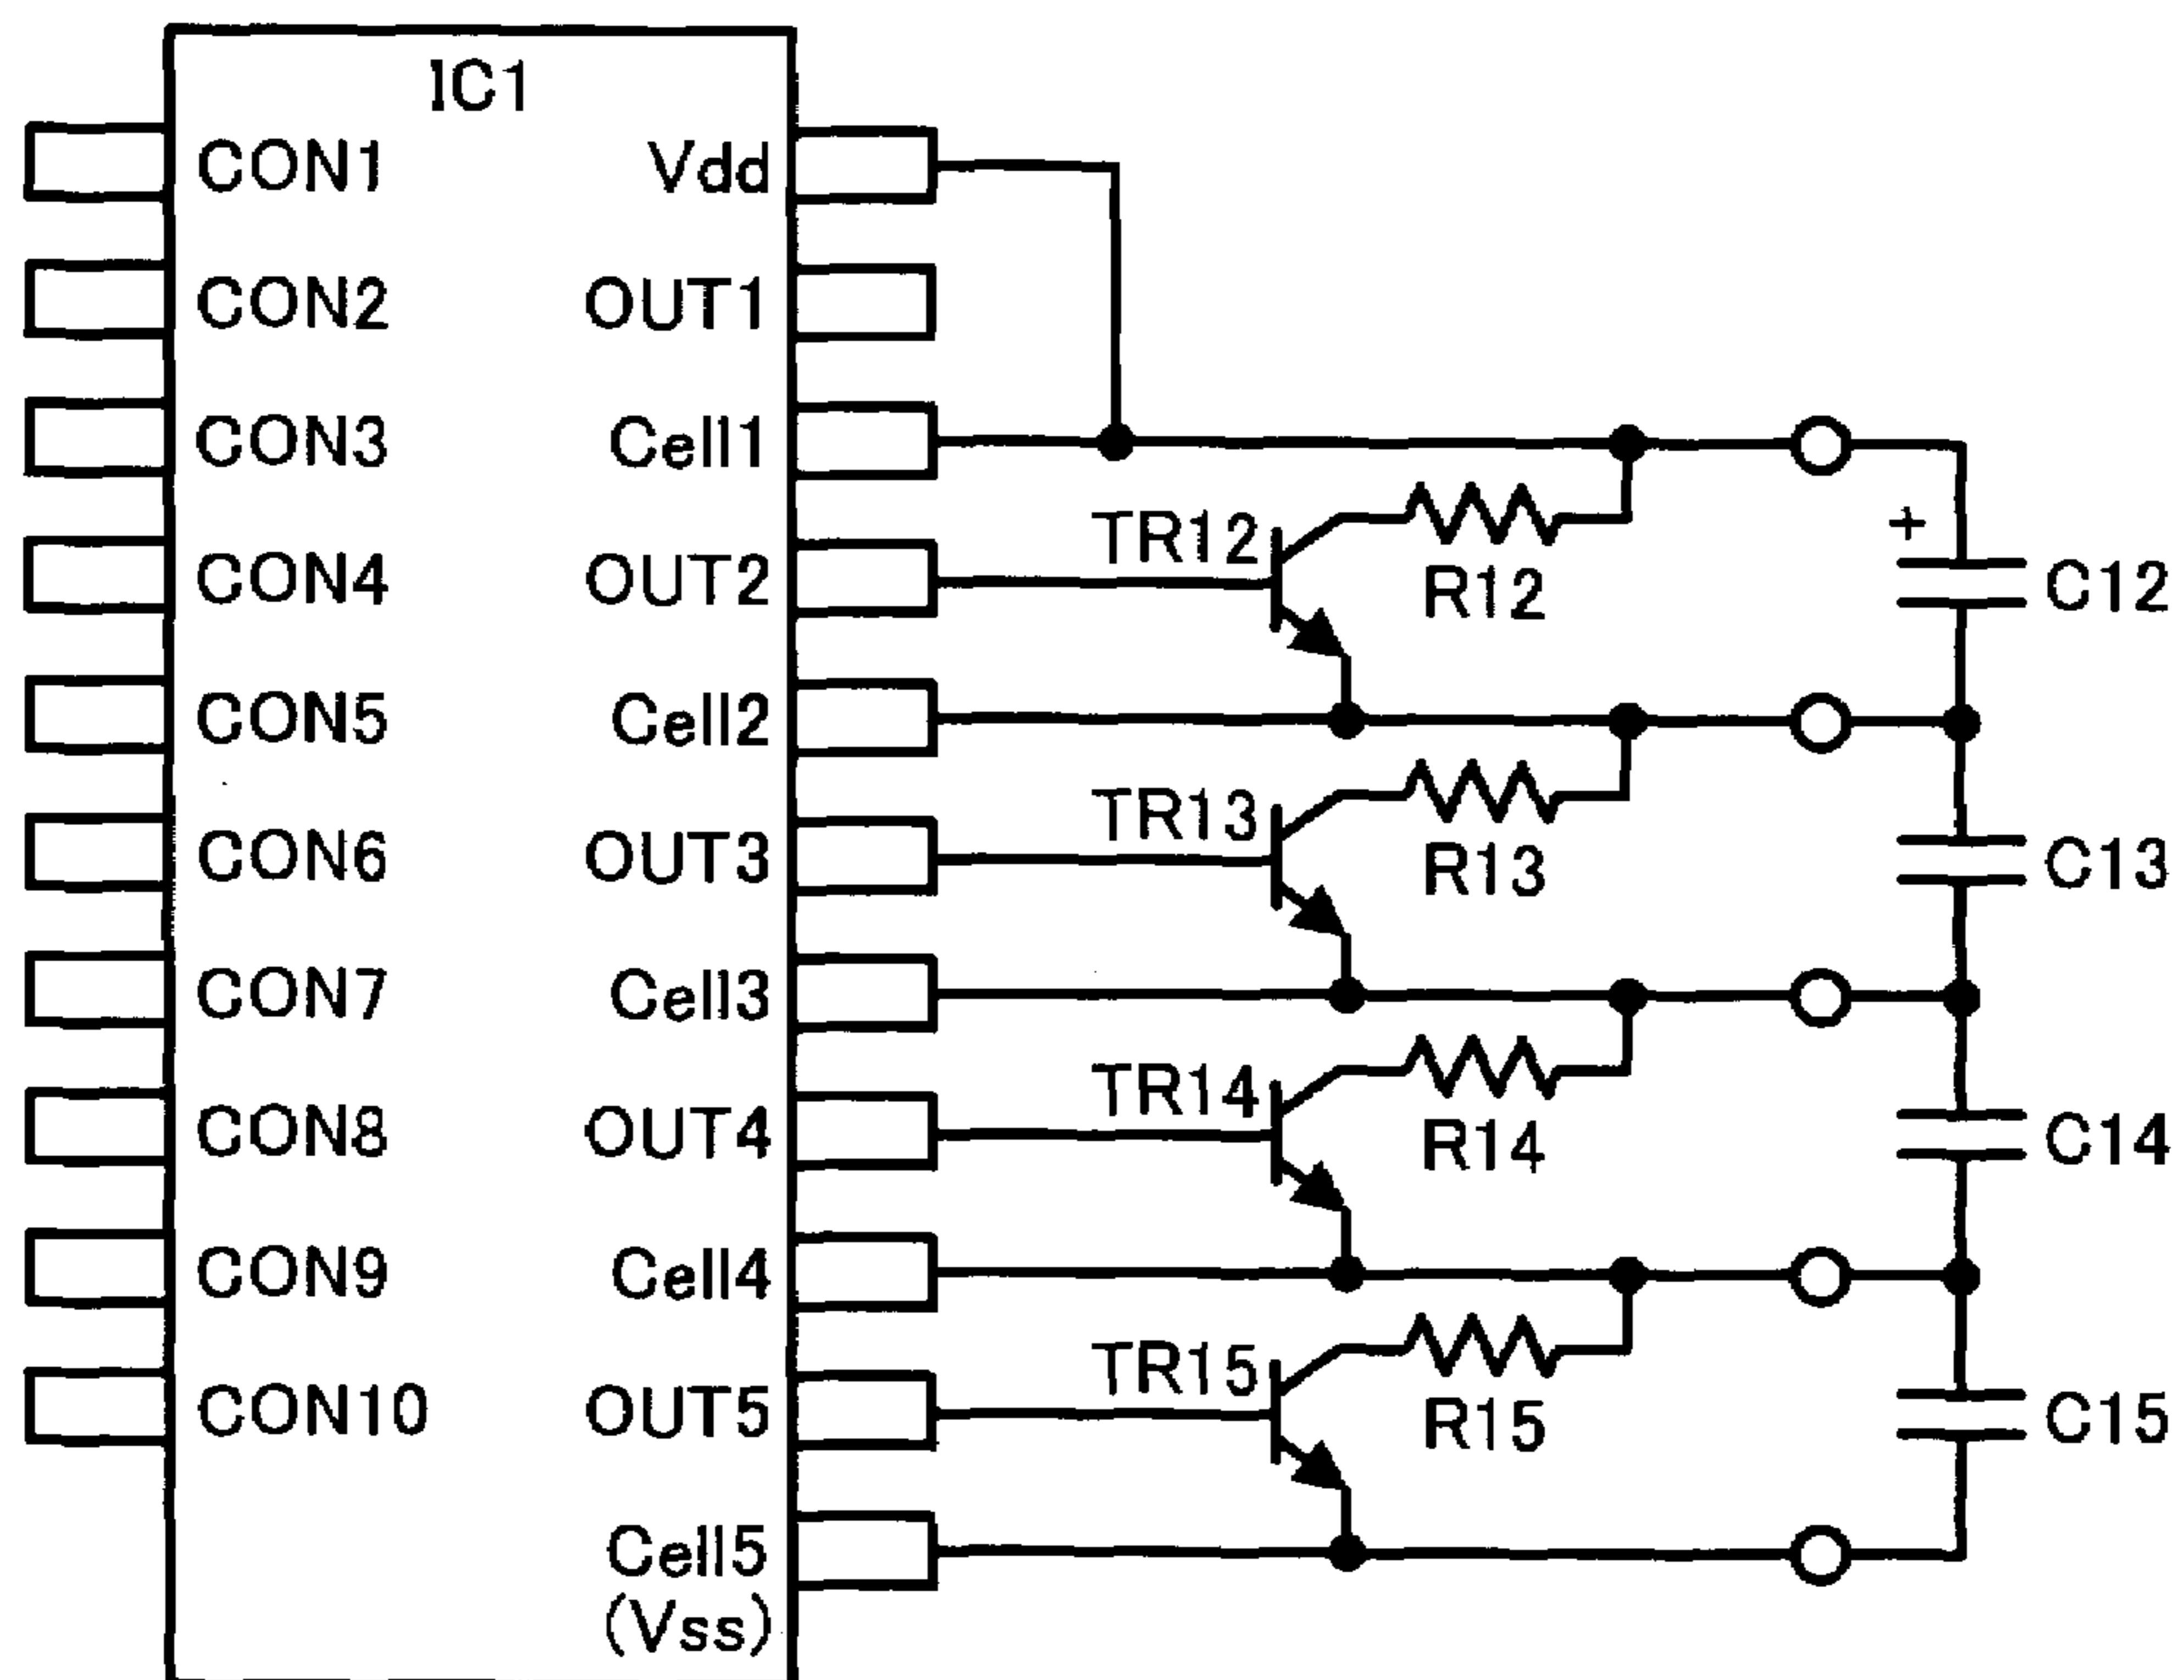 IC1
CON1
Vdd
CON2
OUT1
CON3
Cell1
CON4
OUT2
TR12
R12
+
C12
CON5
Cell2
CON6
OUT3
TR13
R13
C13
CON7
Cell3
CON8
OUT4
TR14
R14
C14
CON9
Cell4
CON10
OUT5
TR15
R15
C15
Cell5
(Vss)